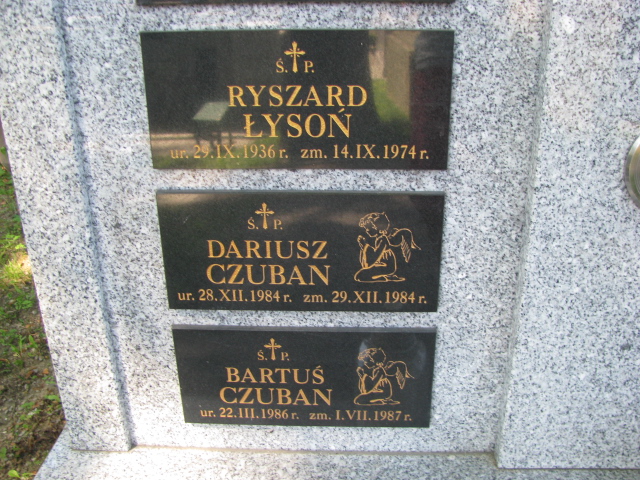 Ś. P.
RYSZARD
ŁYSOŃ
ur. 29.IX.1936 r. zm. 14.IX.1974 r.
Ś. P.
DARIUSZ
CZUBAN
ur. 28.XII.1984 r. zm. 29.XII.1984 r.
Ś. P.
BARTUŚ
CZUBAN
ur. 22.III.1986 r. zm. I.VII.1987 r.